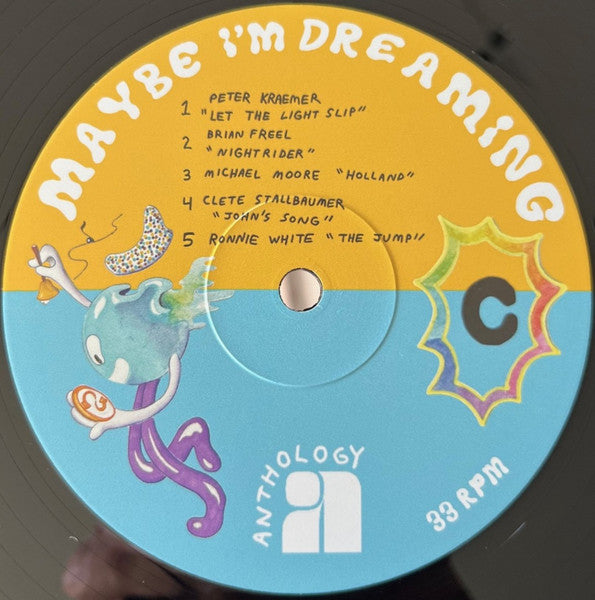 MAYBE I'M DREAMING
1 PETER KRAEMER
"LET THE LIGHT SLIP"
2 BRIAN FREEL
"NIGHTRIDER"
3 MICHAEL MOORE "HOLLAND"
4 CLETE STALLBAUMER
"JOHN'S SONG"
5 RONNIE WHITE "THE JUMP"
C
ANTHOLOGY
33 RPM